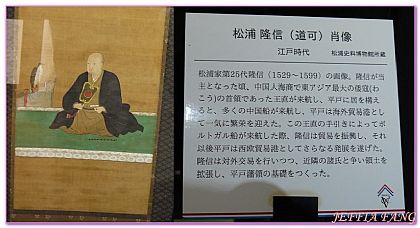 松浦 隆信（道可）肖像
江戸時代 松浦史料博物館所蔵
松浦家第25代隆信（1529～1599）の画像。隆信が当
主となった頃、中国人海商で東アジア最大の倭寇(わ
こう)の首領であった王直が来航し、平戸に居を構え
ると、多くの中国船が来航し、平戸は海外貿易港とし
て一気に繁栄を迎えた。この王直の手引きによってポ
ルトガル船が来航した際、隆信は貿易を振興し、それ
以後平戸は西欧貿易港としてさらなる発展を遂げた。
隆信は対外交易を行いつつ、近隣の諸氏と争い領土を
拡張し、平戸藩領の基礎をつくった。
JEFFIA FANG